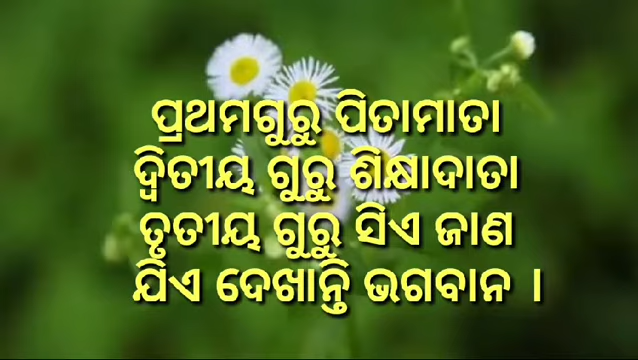 ପ୍ରଥମଗୁରୁ ପିତାମାତା
ଦ୍ୱିତୀୟ ଗୁରୁ ଶିକ୍ଷାଦାତା
ତୃତୀୟ ଗୁରୁ ସିଏ ଜାଣ
ଯିଏ ଦେଖାନ୍ତି ଭଗବାନ ।